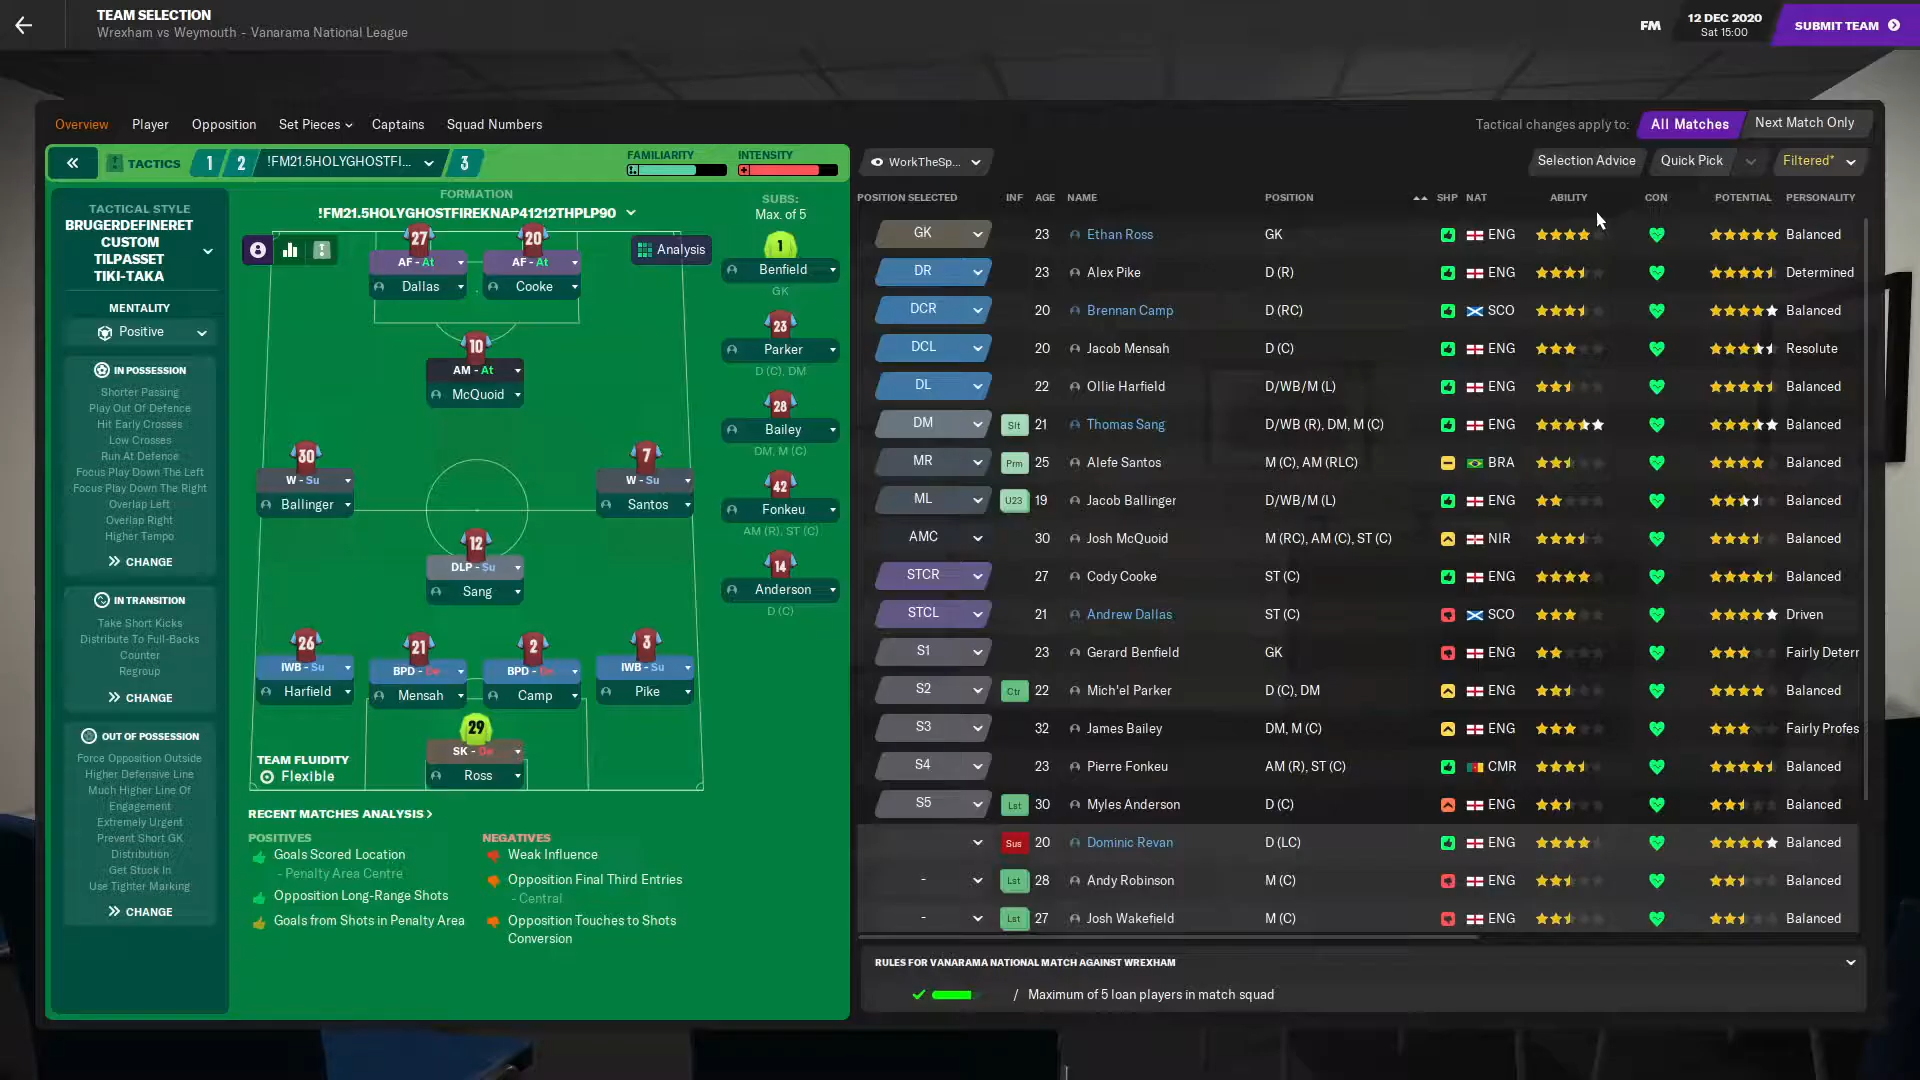 TEAM SELECTION
Wrexham vs Weymouth - Vanarama National League
FM
12 DEC 2020
Sat 15:00
SUBMIT TEAM
Overview
Player
Opposition
Set Pieces
Captains
Squad Numbers
Tactical changes apply to:
All Matches
Next Match Only
TACTICS
1
2
!FM21.5HOLYGHOSTFI...
3
FAMILIARITY
INTENSITY
WorkTheSp...
Selection Advice
Quick Pick
Filtered*
TACTICAL STYLE
BRUGERDEFINERET
CUSTOM
TILPASSET
TIKI-TAKA
MENTALITY
Positive
IN POSSESSION
Shorter Passing
Play Out Of Defence
Hit Early Crosses
Low Crosses
Run At Defence
Focus Play Down The Left
Focus Play Down The Right
Overlap Left
Overlap Right
Higher Tempo
CHANGE
IN TRANSITION
Take Short Kicks
Distribute To Full-Backs
Counter
Regroup
CHANGE
OUT OF POSSESSION
Force Opposition Outside
Higher Defensive Line
Much Higher Line Of
Engagement
Extremely Urgent
Prevent Short GK
Distribution
Get Stuck In
Use Tighter Marking
CHANGE
FORMATION
!FM21.5HOLYGHOSTFIREKNAP41212THPLP90
Analysis
27
AF - At
Dallas
20
AF - At
Cooke
10
AM - At
McQuoid
30
W - Su
Ballinger
7
W - Su
Santos
12
DLP - Su
Sang
26
IWB - Su
Harfield
21
BPD - De
Mensah
2
BPD - De
Camp
3
IWB - Su
Pike
29
SK - De
Ross
TEAM FLUIDITY
Flexible
SUBS:
Max. of 5
1
Benfield
GK
23
Parker
D (C), DM
28
Bailey
DM, M (C)
42
Fonkeu
AM (R), ST (C)
14
Anderson
D (C)
RECENT MATCHES ANALYSIS
POSITIVES
Goals Scored Location
- Penalty Area Centre
Opposition Long-Range Shots
Goals from Shots in Penalty Area
NEGATIVES
Weak Influence
Opposition Final Third Entries
- Central
Opposition Touches to Shots
Conversion
POSITION SELECTED INF AGE NAME POSITION SHP NAT ABILITY CON POTENTIAL PERSONALITY
GK 23 Ethan Ross GK ENG Balanced
DR 23 Alex Pike D (R) ENG Determined
DCR 20 Brennan Camp D (RC) SCO Balanced
DCL 20 Jacob Mensah D (C) ENG Resolute
DL 22 Ollie Harfield D/WB/M (L) ENG Balanced
DM Slt 21 Thomas Sang D/WB (R), DM, M (C) ENG Balanced
MR Prm 25 Alefe Santos M (C), AM (RLC) BRA Balanced
ML U23 19 Jacob Ballinger D/WB/M (L) ENG Balanced
AMC 30 Josh McQuoid M (RC), AM (C), ST (C) NIR Balanced
STCR 27 Cody Cooke ST (C) ENG Balanced
STCL 21 Andrew Dallas ST (C) SCO Driven
S1 23 Gerard Benfield GK ENG Fairly Deterr
S2 Ctr 22 Mich'el Parker D (C), DM ENG Balanced
S3 32 James Bailey DM, M (C) ENG Fairly Profes
S4 23 Pierre Fonkeu AM (R), ST (C) CMR Balanced
S5 Lst 30 Myles Anderson D (C) ENG Balanced
Sus 20 Dominic Revan D (LC) ENG Balanced
- Lst 28 Andy Robinson M (C) ENG Balanced
- Lst 27 Josh Wakefield M (C) ENG Balanced
RULES FOR VANARAMA NATIONAL MATCH AGAINST WREXHAM
/ Maximum of 5 loan players in match squad